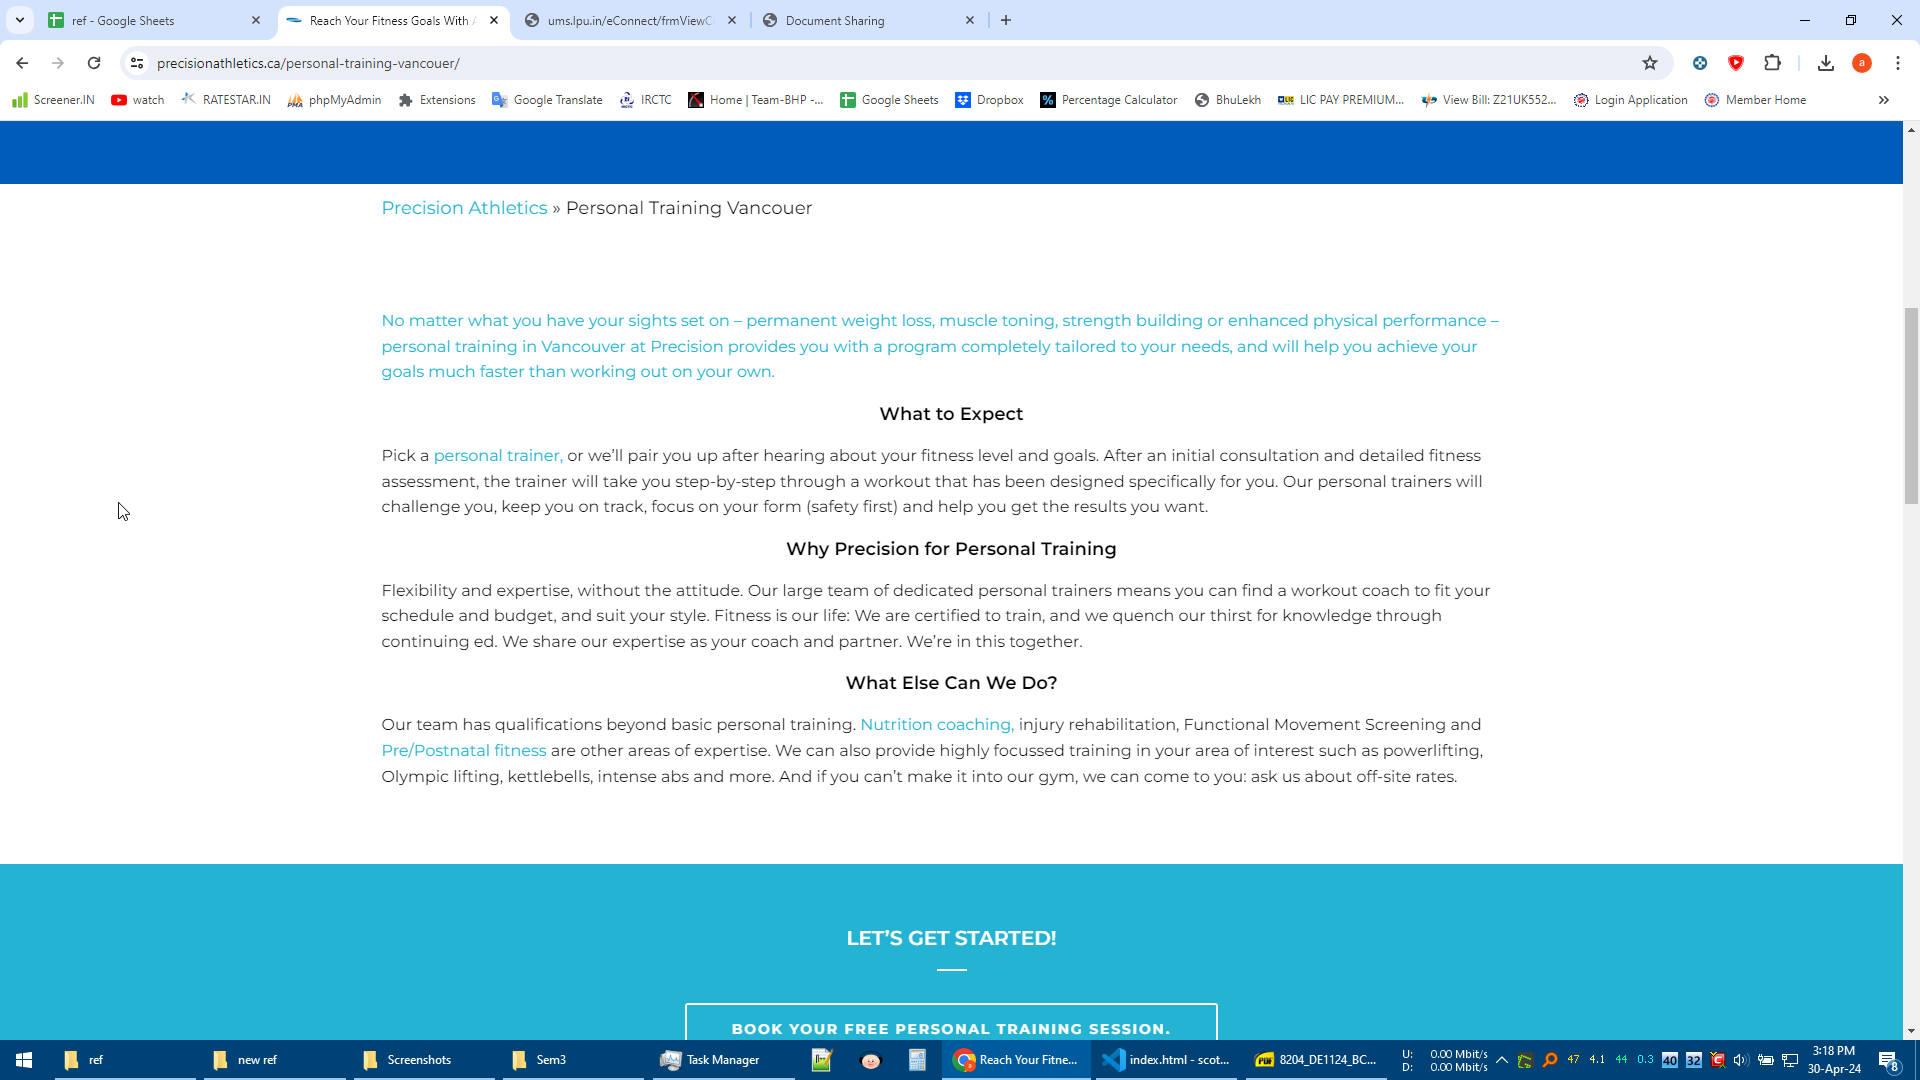 ref - Google Sheets
Reach Your Fitness Goals With
ums.lpu.in/eConnect/frmViewC
Document Sharing
precisionathletics.ca/personal-training-vancouer/
a
Screener.IN
watch
RATESTAR.IN
phpMyAdmin
Extensions
Google Translate
IRCTC
Home | Team-BHP -...
Google Sheets
Dropbox
Percentage Calculator
BhuLekh
LIC PAY PREMIUM...
View Bill: Z21UK552...
Login Application
Member Home
Precision Athletics » Personal Training Vancouer
No matter what you have your sights set on – permanent weight loss, muscle toning, strength building or enhanced physical performance –
personal training in Vancouver at Precision provides you with a program completely tailored to your needs, and will help you achieve your
goals much faster than working out on your own.
What to Expect
Pick a personal trainer, or we’ll pair you up after hearing about your fitness level and goals. After an initial consultation and detailed fitness
assessment, the trainer will take you step-by-step through a workout that has been designed specifically for you. Our personal trainers will
challenge you, keep you on track, focus on your form (safety first) and help you get the results you want.
Why Precision for Personal Training
Flexibility and expertise, without the attitude. Our large team of dedicated personal trainers means you can find a workout coach to fit your
schedule and budget, and suit your style. Fitness is our life: We are certified to train, and we quench our thirst for knowledge through
continuing ed. We share our expertise as your coach and partner. We’re in this together.
What Else Can We Do?
Our team has qualifications beyond basic personal training. Nutrition coaching, injury rehabilitation, Functional Movement Screening and
Pre/Postnatal fitness are other areas of expertise. We can also provide highly focussed training in your area of interest such as powerlifting,
Olympic lifting, kettlebells, intense abs and more. And if you can’t make it into our gym, we can come to you: ask us about off-site rates.
LET’S GET STARTED!
BOOK YOUR FREE PERSONAL TRAINING SESSION.
ref
new ref
Screenshots
Sem3
Task Manager
Reach Your Fitne...
index.html - scot...
8204_DE1124_BC...
U: 0.00 Mbit/s
D: 0.00 Mbit/s
47 4.1 44 0.3 40 32
3:18 PM
30-Apr-24
8